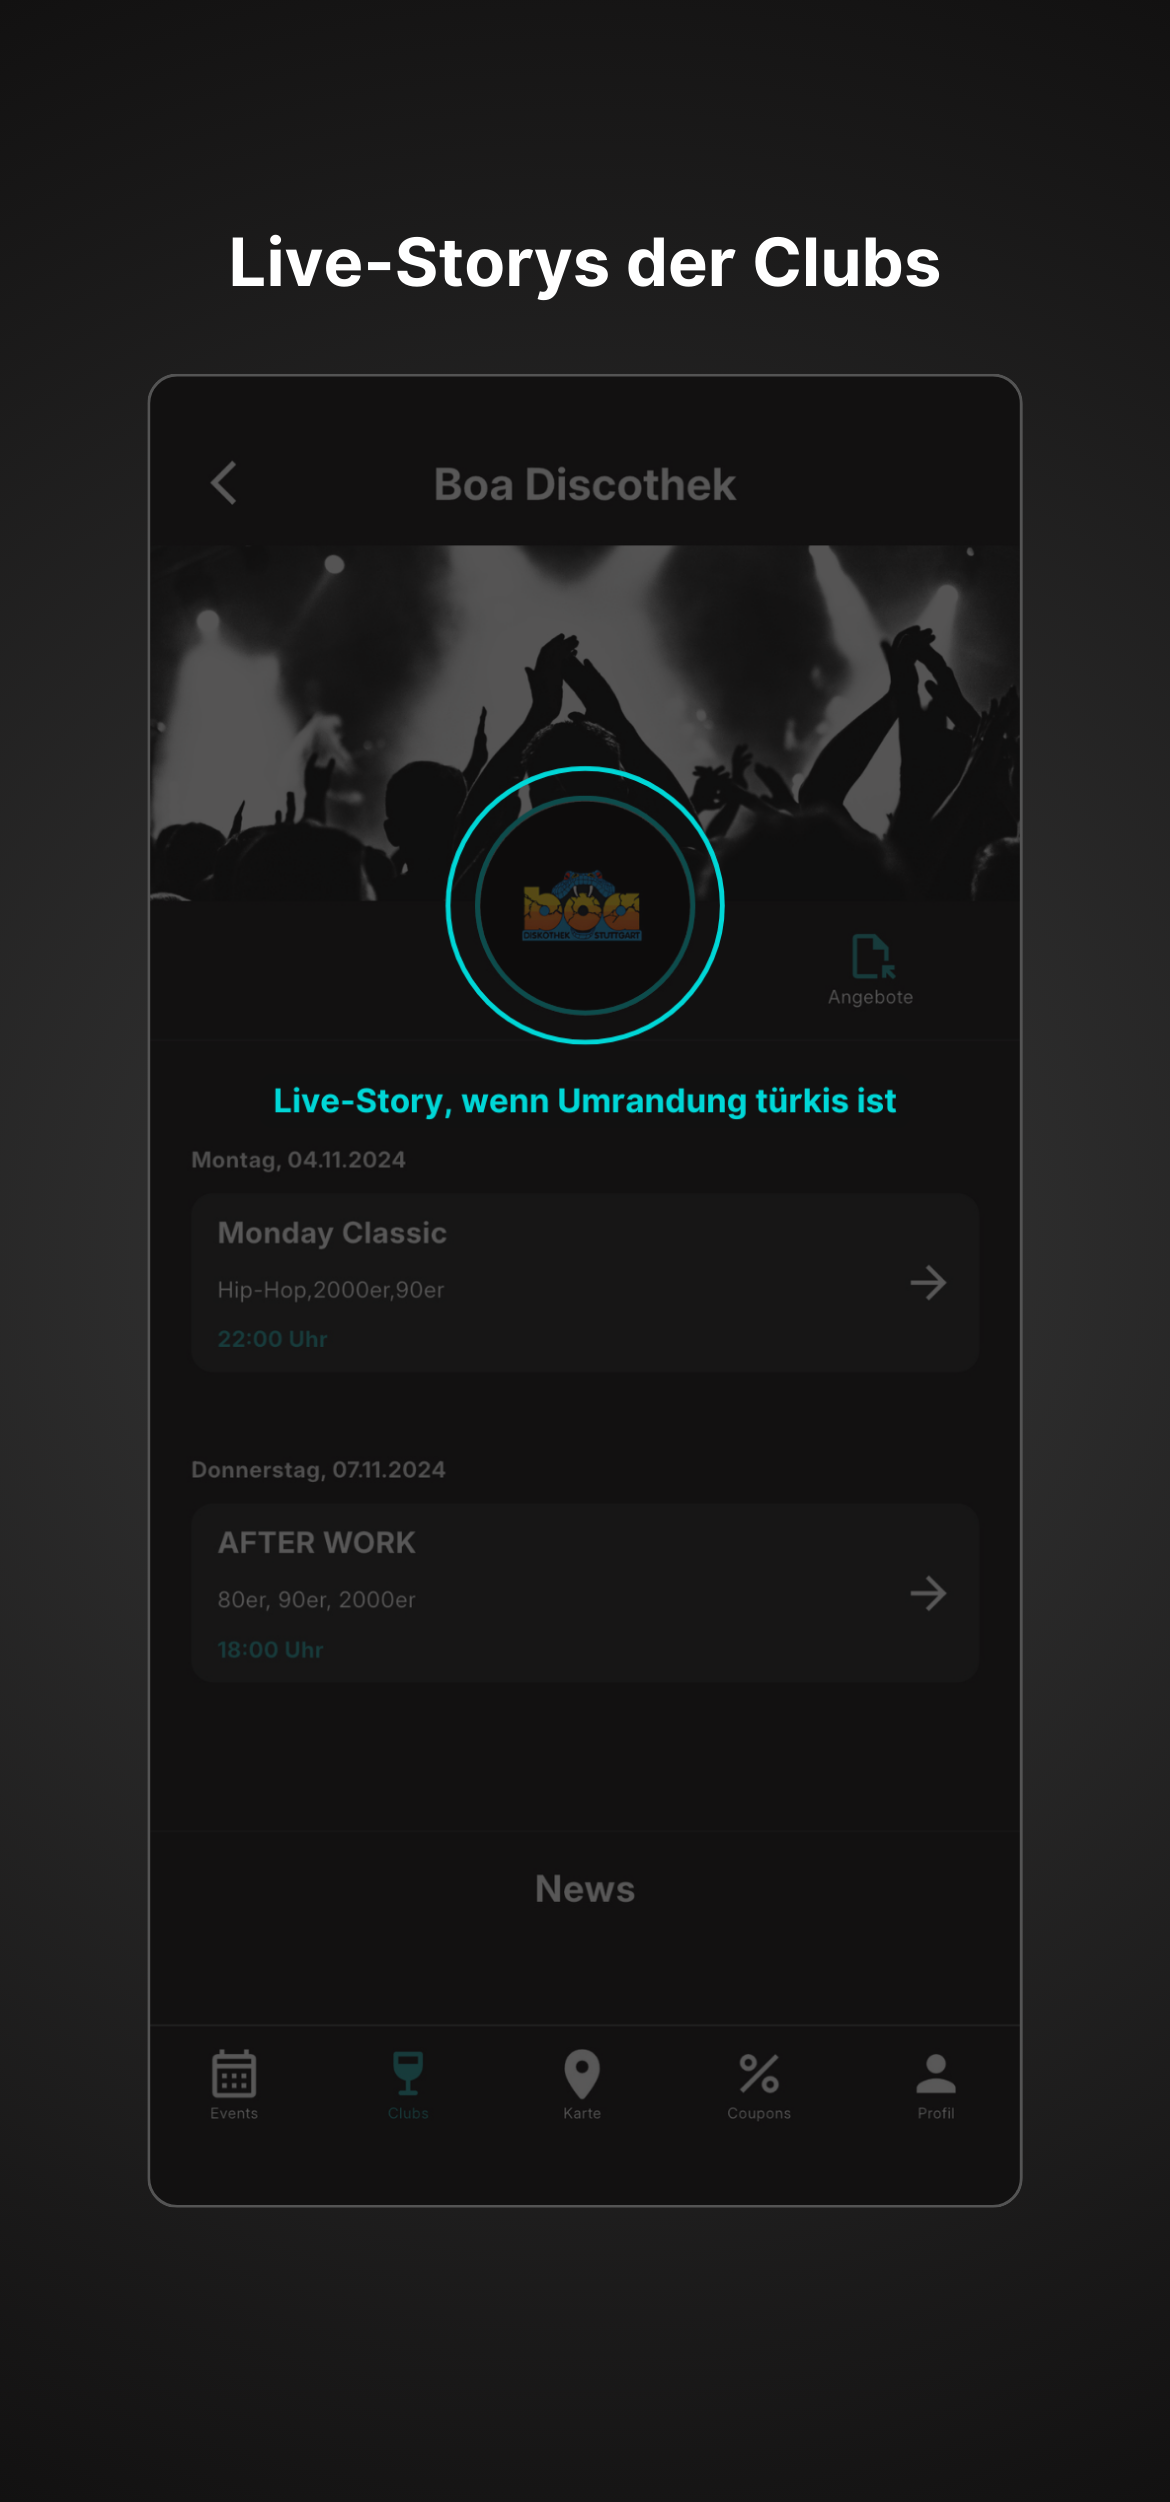 Live-Storys der Clubs
Boa Discothek
boa
DISKOTHEK STUTTGART
Angebote
Live-Story, wenn Umrandung türkis ist
Montag, 04.11.2024
Monday Classic
Hip-Hop,2000er,90er
22:00 Uhr
Donnerstag, 07.11.2024
AFTER WORK
80er, 90er, 2000er
18:00 Uhr
News
Events
Clubs
Karte
Coupons
Profil